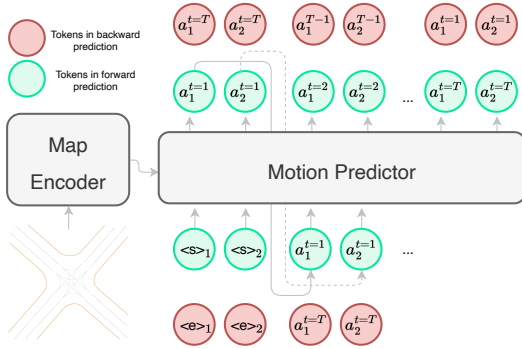 Tokens in backward
prediction
a_1^{t=T} a_2^{t=T} a_1^{T-1} a_2^{T-1} a_1^{t=1} a_2^{t=1}
Tokens in forward
prediction
a_1^{t=1} a_2^{t=1} a_1^{t=2} a_2^{t=2} ... a_1^{t=T} a_2^{t=T}
Map
Encoder
Motion Predictor
<s>_1 <s>_2 a_1^{t=1} a_2^{t=1} ...
<e>_1 <e>_2 a_1^{t=T} a_2^{t=T}